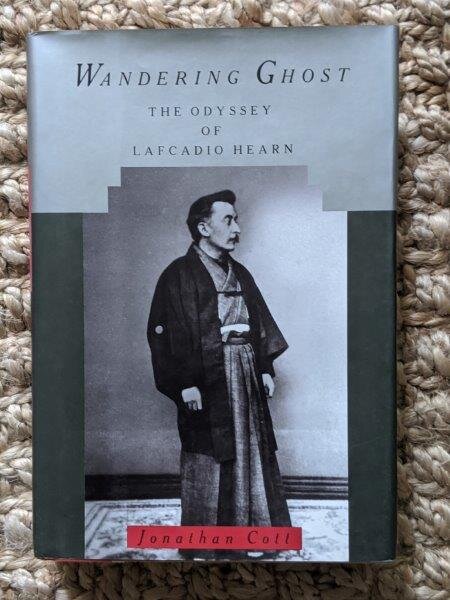 WANDERING GHOST
THE ODYSSEY
OF
LAFCADIO HEARN
Jonathan Cott